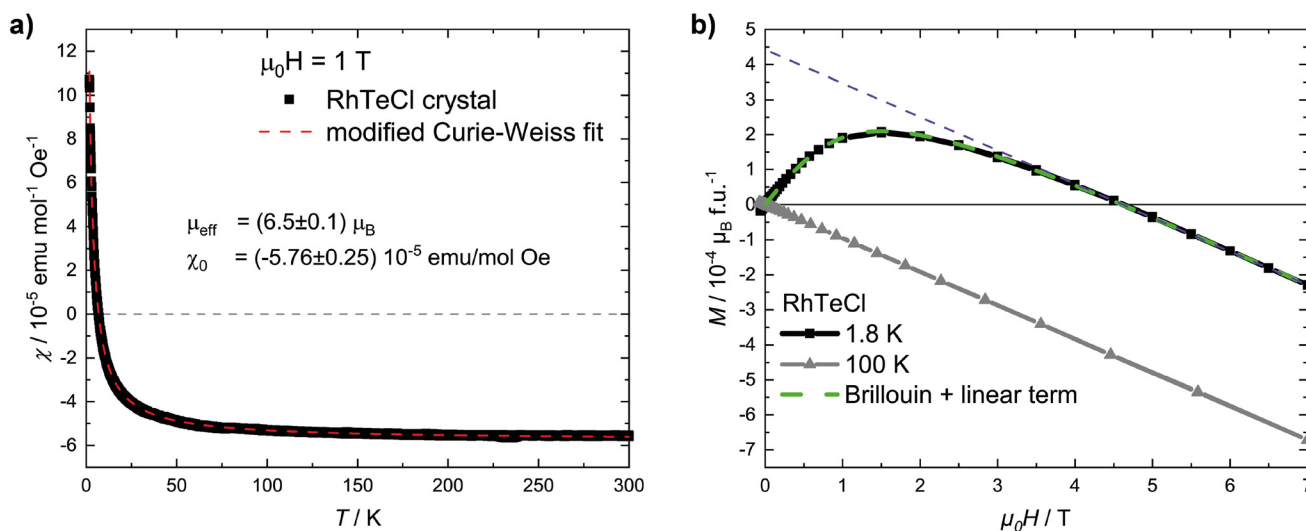 a)
12
10
8
6
4
2
0
-2
-4
-6
χ / 10⁻⁵ emu mol⁻¹ Oe⁻¹
μ₀H = 1 T
RhTeCl crystal
modified Curie-Weiss fit
μeff = (6.5±0.1) μB
χ₀ = (-5.76±0.25) 10⁻⁵ emu/mol Oe
0 50 100 150 200 250 300
T / K
b)
5
4
3
2
1
0
-1
-2
-3
-4
-5
-6
-7
M / 10⁻⁴ μB f.u.⁻¹
RhTeCl
1.8 K
100 K
Brillouin + linear term
0 1 2 3 4 5 6 7
μ₀H / T